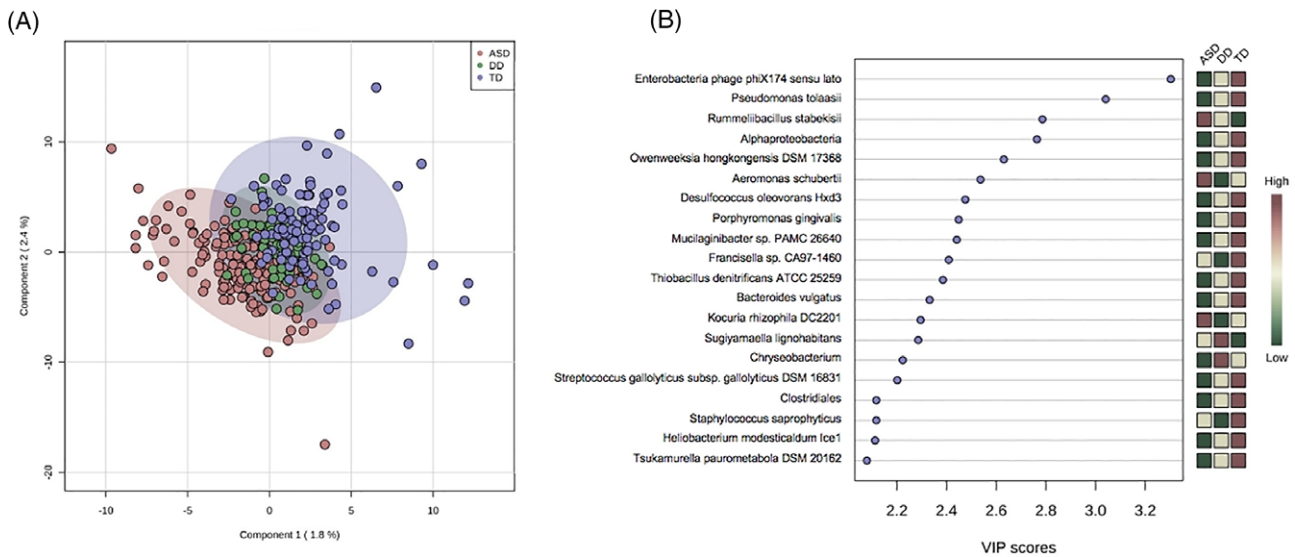 (A)
ASD
DD
TD
10
0
-10
-20
Component 2 ( 2.4 %)
-10
-5
0
5
10
Component 1 ( 1.8 %)
(B)
ASD
DD
TD
Enterobacteria phage phiX174 sensu lato
Pseudomonas tolaasii
Rummeliibacillus stabekisii
Alphaproteobacteria
Owenweeksia hongkongensis DSM 17368
Aeromonas schubertii
Desulfococcus oleovorans Hxd3
Porphyromonas gingivalis
Mucilaginibacter sp. PAMC 26640
Francisella sp. CA97-1460
Thiobacillus denitrificans ATCC 25259
Bacteroides vulgatus
Kocuria rhizophila DC2201
Sugiyamaella lignohabitans
Chryseobacterium
Streptococcus gallolyticus subsp. gallolyticus DSM 16831
Clostridiales
Staphylococcus saprophyticus
Heliobacterium modesticaldum Ice1
Tsukamurella paurometabola DSM 20162
2.2
2.4
2.6
2.8
3.0
3.2
VIP scores
High
Low